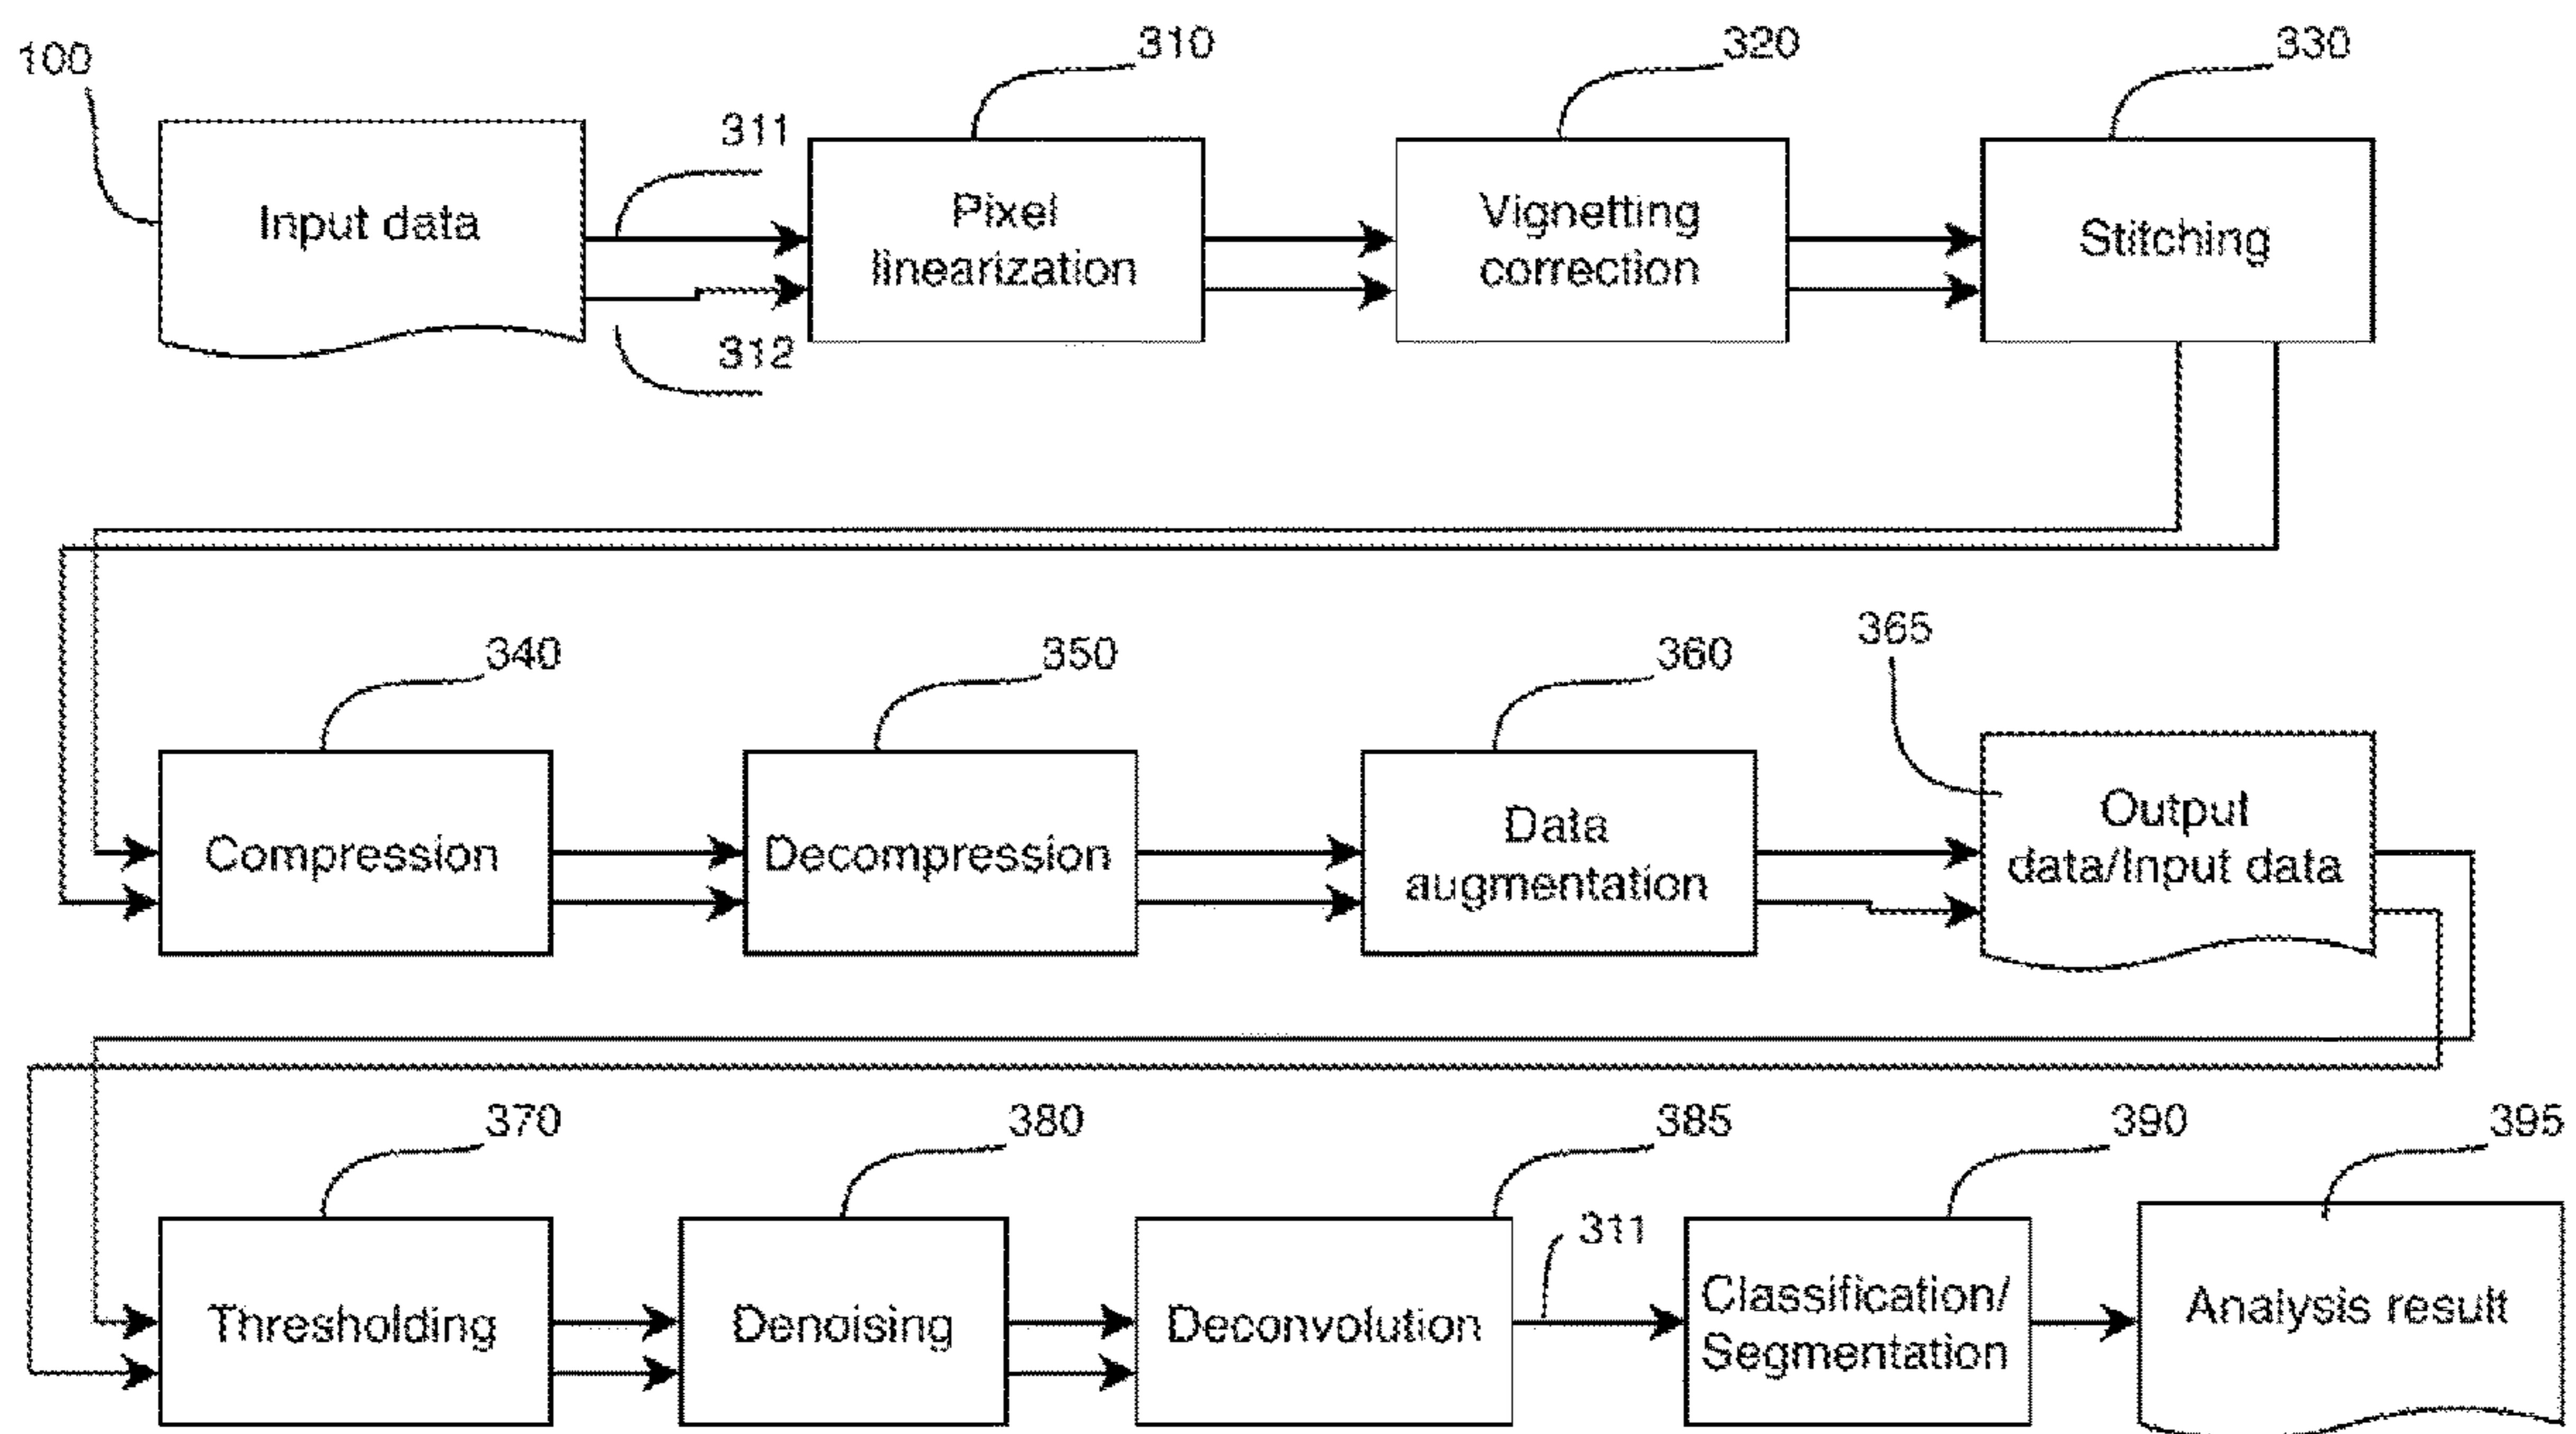 100
310
320
330
311
Input data
Pixel
linearization
Vignetting
correction
Stitching
312
340
350
360
365
Compression
Decompression
Data
augmentation
Output
data/Input data
370
380
385
390
395
311
Thresholding
Denoising
Deconvolution
Classification/
Segmentation
Analysis result